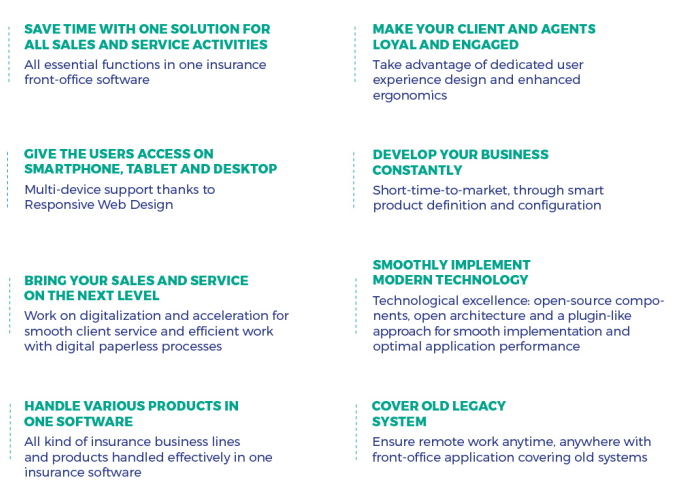 SAVE TIME WITH ONE SOLUTION FOR
ALL SALES AND SERVICE ACTIVITIES
All essential functions in one insurance
front-office software
GIVE THE USERS ACCESS ON
SMARTPHONE, TABLET AND DESKTOP
Multi-device support thanks to
Responsive Web Design
BRING YOUR SALES AND SERVICE
ON THE NEXT LEVEL
Work on digitalization and acceleration for
smooth client service and efficient work
with digital paperless processes
HANDLE VARIOUS PRODUCTS IN
ONE SOFTWARE
All kind of insurance business lines
and products handled effectively in one
insurance software
MAKE YOUR CLIENT AND AGENTS
LOYAL AND ENGAGED
Take advantage of dedicated user
experience design and enhanced
ergonomics
DEVELOP YOUR BUSINESS
CONSTANTLY
Short-time-to-market, through smart
product definition and configuration
SMOOTHLY IMPLEMENT
MODERN TECHNOLOGY
Technological excellence: open-source compo-
nents, open architecture and a plugin-like
approach for smooth implementation and
optimal application performance
COVER OLD LEGACY
SYSTEM
Ensure remote work anytime, anywhere with
front-office application covering old systems